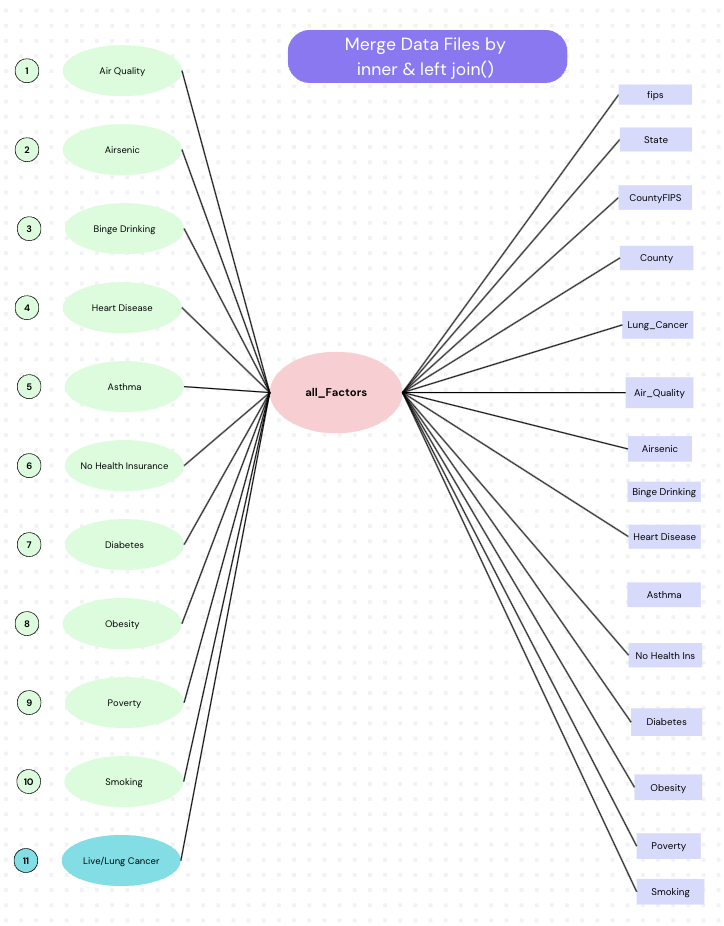 Merge Data Files by
inner & left join()
1
Air Quality
2
Airsenic
3
Binge Drinking
4
Heart Disease
5
Asthma
6
No Health Insurance
7
Diabetes
8
Obesity
9
Poverty
10
Smoking
11
Live/Lung Cancer
all_Factors
fips
State
CountyFIPS
County
Lung_Cancer
Air_Quality
Airsenic
Binge Drinking
Heart Disease
Asthma
No Health Ins
Diabetes
Obesity
Poverty
Smoking